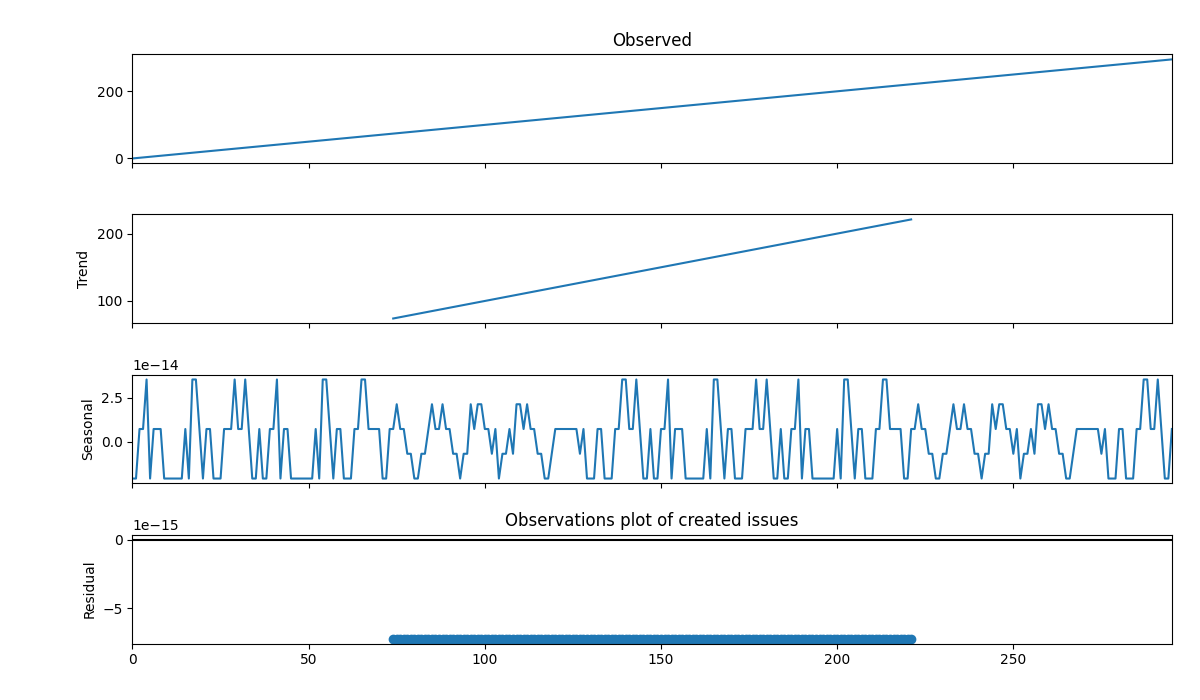 Observed
200
0
Trend
200
100
1e−14
Seasonal
2.5
0.0
Observations plot of created issues
1e−15
Residual
0
−5
0 50 100 150 200 250